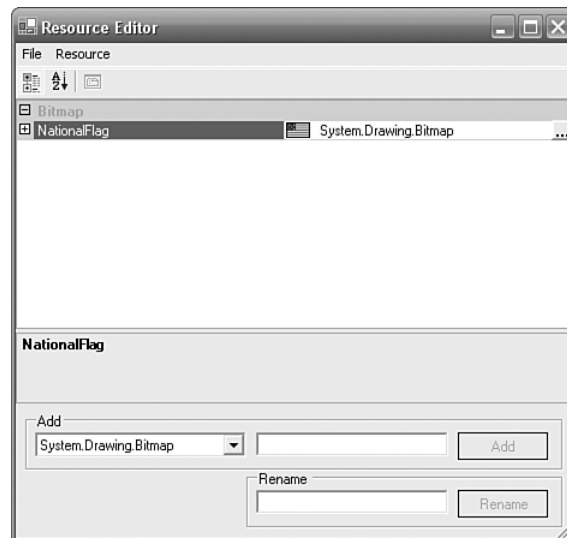 Resource Editor
File Resource
Bitmap
NationalFlag System.Drawing.Bitmap ...
NationalFlag
Add
System.Drawing.Bitmap Add
Rename
Rename